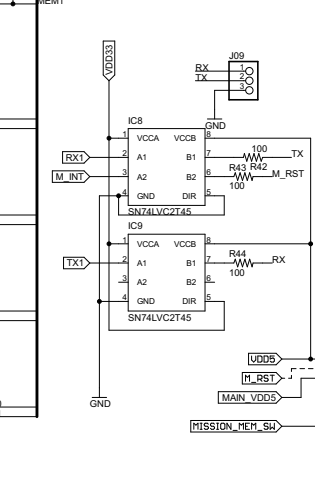 MEMT
VDD33
J09
RX 1
TX 2
3
GND
IC8
1 VCCA VCCB 8
RX1 2 A1 B1 7 100 TX
R43 R42
M_INT 3 A2 B2 6 M_RST
100
4 GND DIR 5
SN74LVC2T45
IC9
1 VCCA VCCB 8
R44
TX1 2 A1 B1 7 RX
100
3 A2 B2 6
4 GND DIR 5
SN74LVC2T45
VDD5
M_RST
MAIN_VDD5
GND
MISSION_MEM_SW